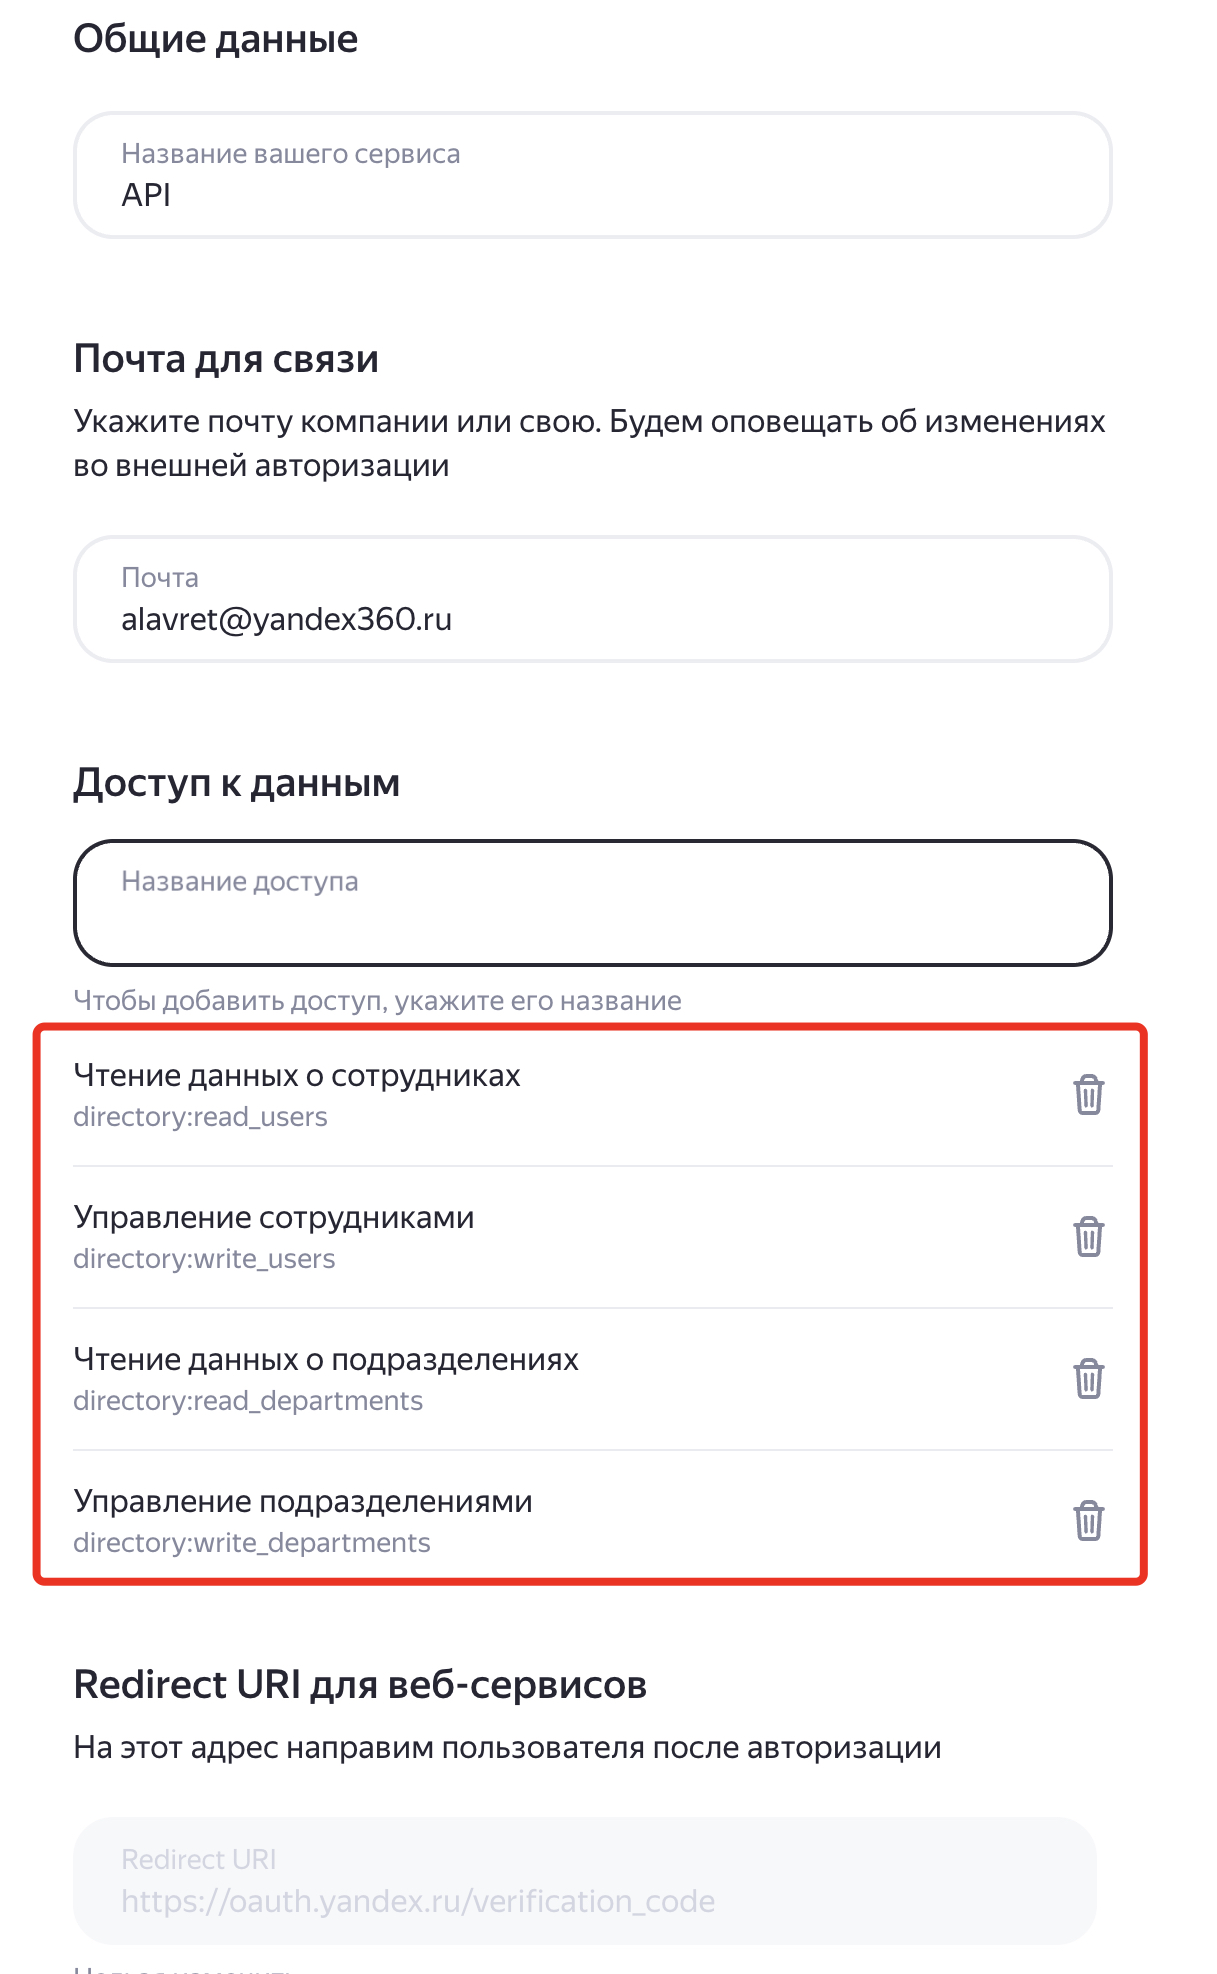 Общие данные
Название вашего сервиса
API
Почта для связи
Укажите почту компании или свою. Будем оповещать об изменениях
во внешней авторизации
Почта
alavret@yandex360.ru
Доступ к данным
Название доступа
Чтобы добавить доступ, укажите его название
Чтение данных о сотрудниках
directory:read_users
Управление сотрудниками
directory:write_users
Чтение данных о подразделениях
directory:read_departments
Управление подразделениями
directory:write_departments
Redirect URI для веб-сервисов
На этот адрес направим пользователя после авторизации
Redirect URI
https://oauth.yandex.ru/verification_code